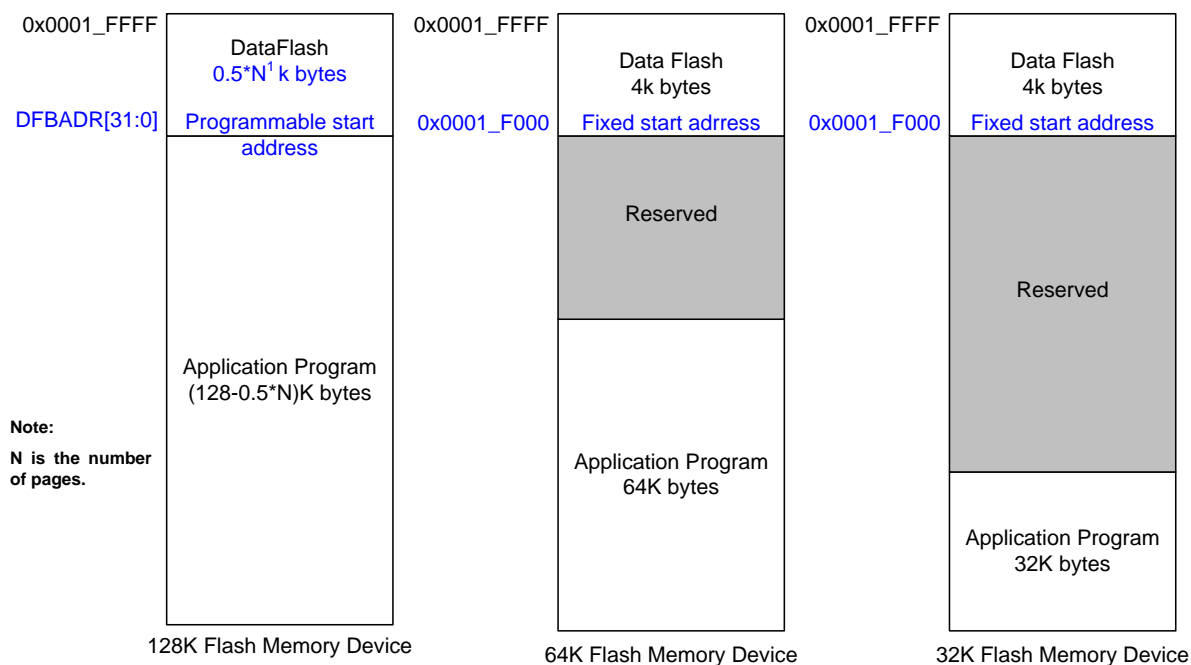 0x0001_FFFF
DataFlash
0.5*N1 k bytes
DFBADR[31:0]
Programmable start
address
Application Program
(128-0.5*N)K bytes
Note:
N is the number
of pages.
128K Flash Memory Device
0x0001_FFFF
Data Flash
4k bytes
0x0001_F000
Fixed start adrress
Reserved
Application Program
64K bytes
64K Flash Memory Device
0x0001_FFFF
Data Flash
4k bytes
0x0001_F000
Fixed start address
Reserved
Application Program
32K bytes
32K Flash Memory Device